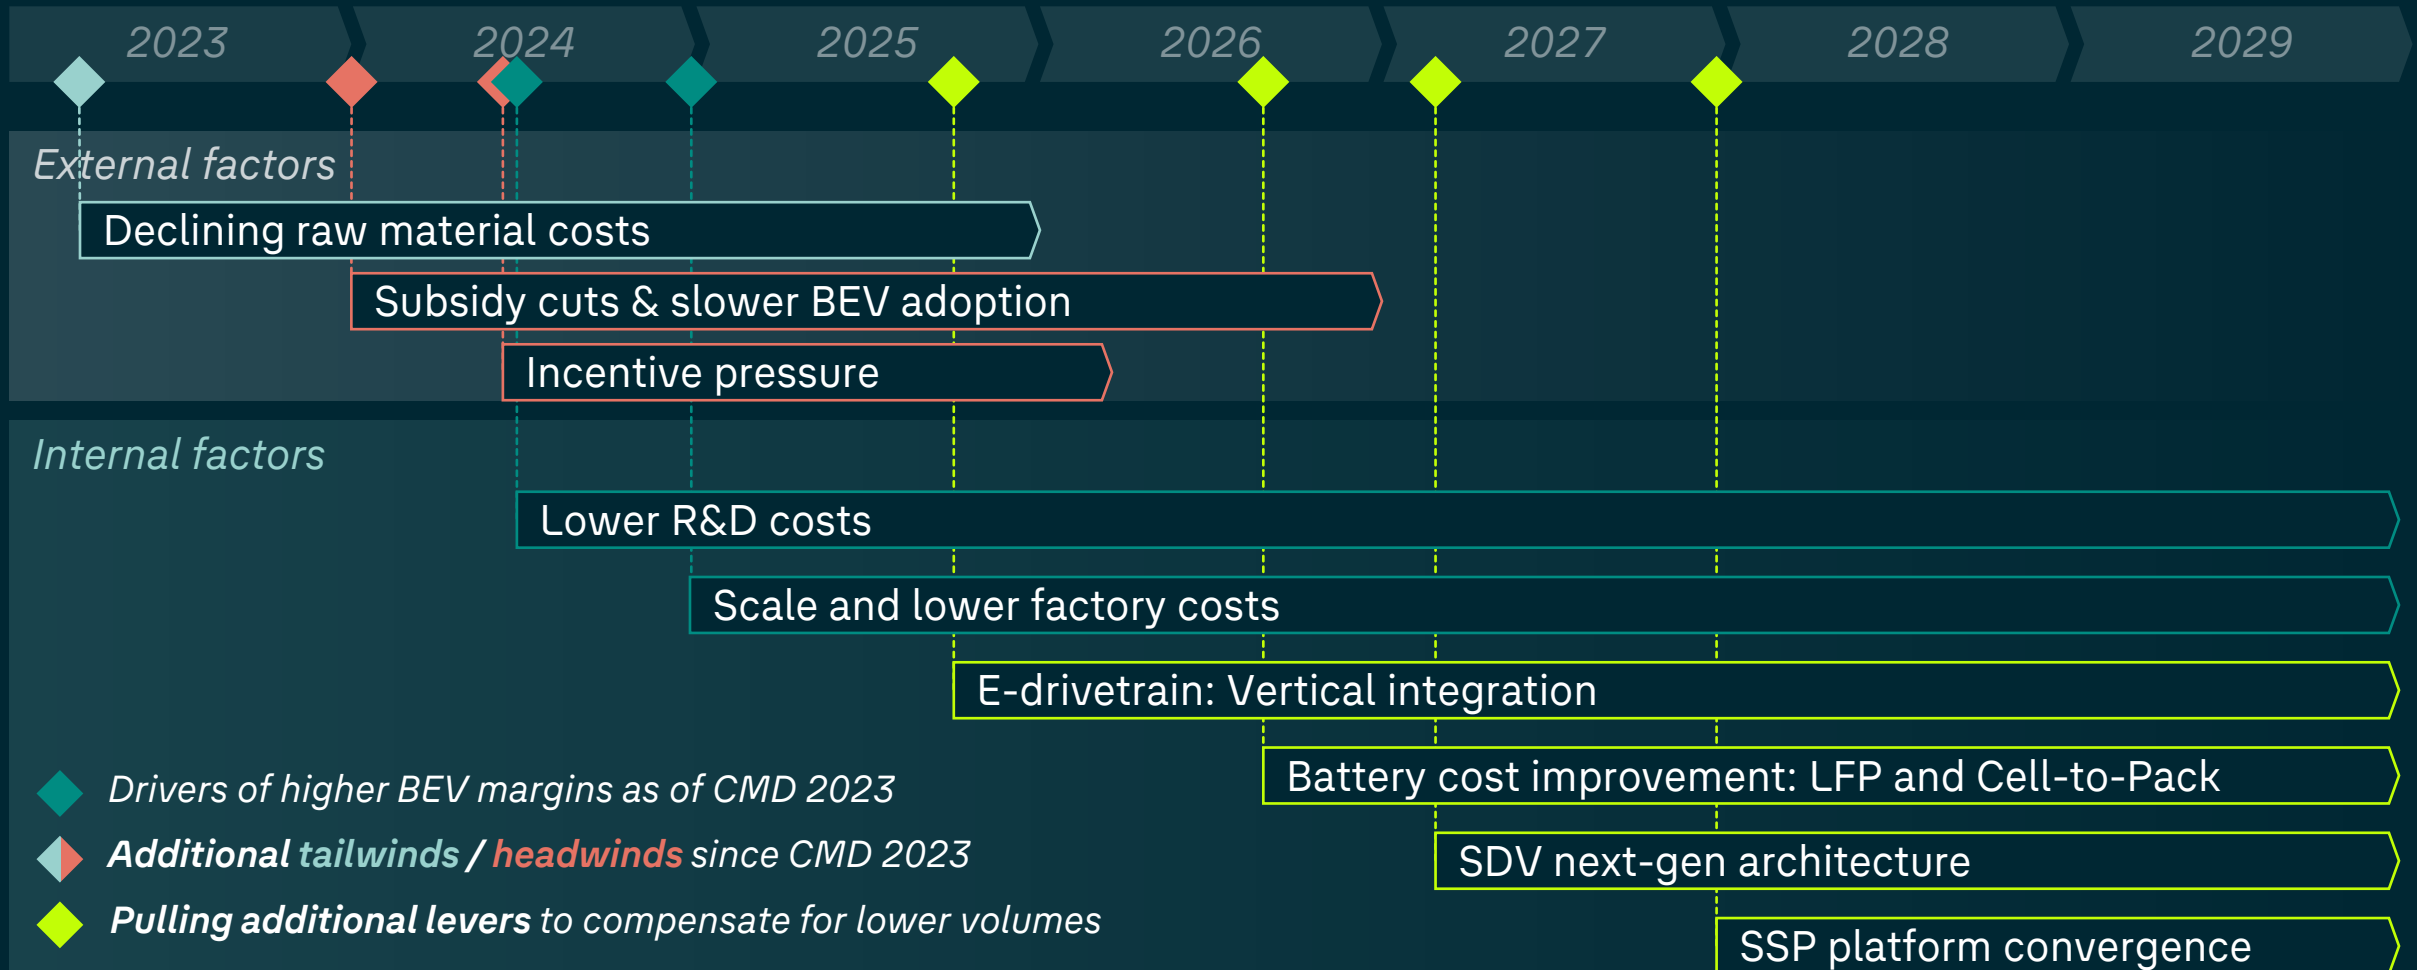 2023 2024 2025 2026 2027 2028 2029
External factors
Declining raw material costs
Subsidy cuts & slower BEV adoption
Incentive pressure
Internal factors
Lower R&D costs
Scale and lower factory costs
E-drivetrain: Vertical integration
Battery cost improvement: LFP and Cell-to-Pack
SDV next-gen architecture
SSP platform convergence
Drivers of higher BEV margins as of CMD 2023
Additional tailwinds / headwinds since CMD 2023
Pulling additional levers to compensate for lower volumes